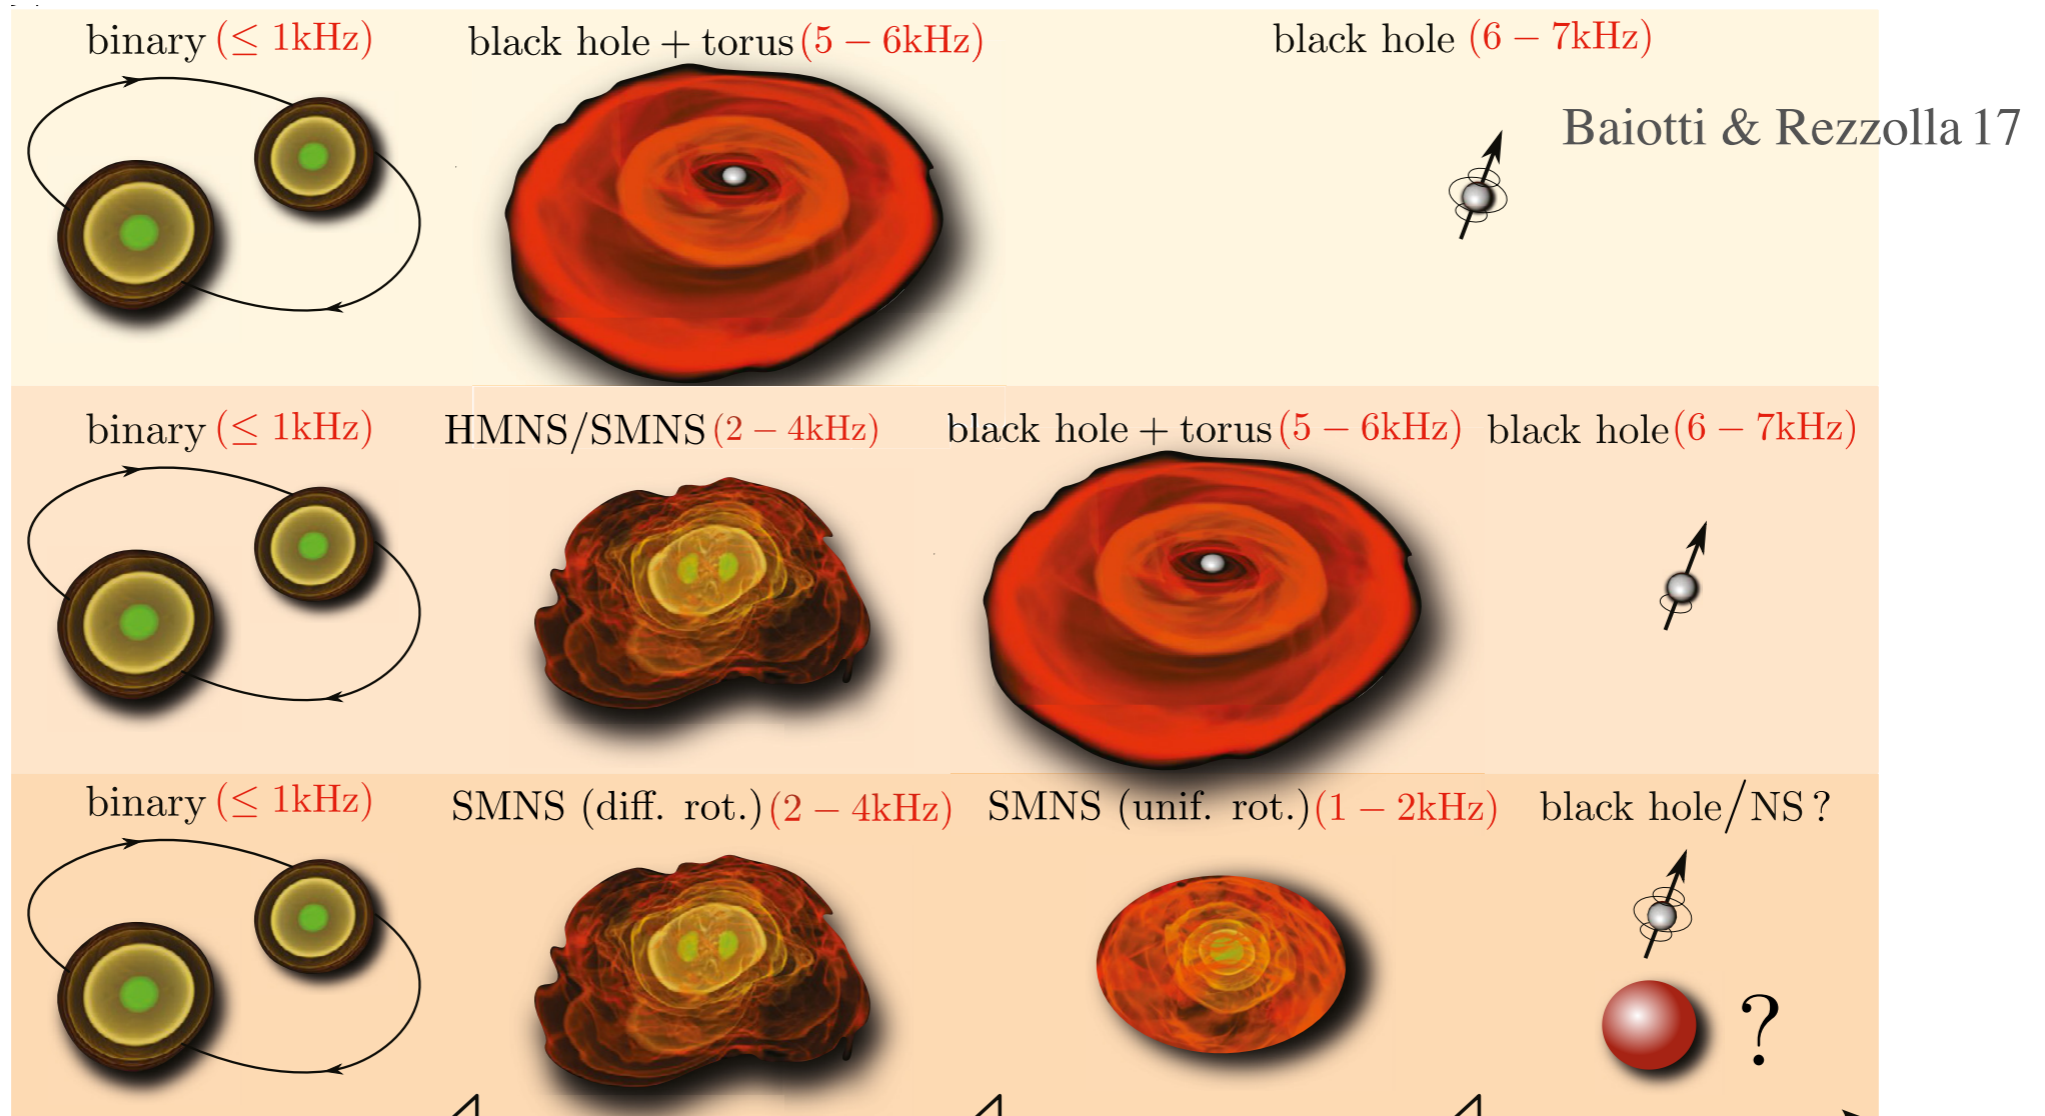 binary (≤ 1kHz) black hole + torus (5 − 6kHz) black hole (6 − 7kHz)
Baiotti & Rezzolla 17
binary (≤ 1kHz) HMNS/SMNS (2 − 4kHz) black hole + torus (5 − 6kHz) black hole (6 − 7kHz)
binary (≤ 1kHz) SMNS (diff. rot.) (2 − 4kHz) SMNS (unif. rot.) (1 − 2kHz) black hole/NS ?
?